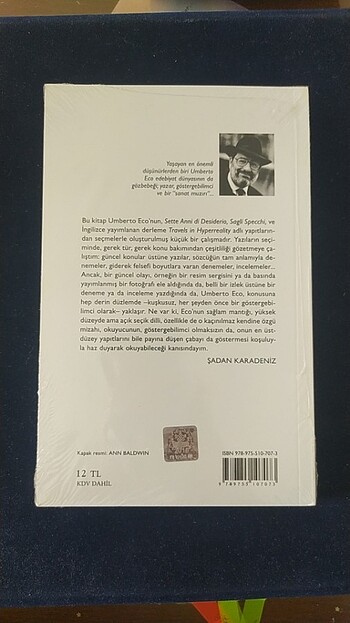 Yaşayan en önemli
düşünürlerden biri Umberto
Eco edebiyat dünyasının da
gözbebeği; yazar, göstergebilimci
ve bir "sanat muzırı"...
Bu kitap Umberto Eco'nun, Sette Anni di Desiderio, Sugli Specchi, ve
İngilizce yayımlanan derleme Travels in Hyperreality adlı yapıtların-
dan seçmelerle oluşturulmuş küçük bir çalışmadır. Yazıların seçi-
minde, gerek tür, gerek konu bakımından çeşitliliği gözetmeye ça-
lıştım: güncel konular üstüne yazılar, sözcüğün tam anlamıyla de-
nemeler, giderek felsefi boyutlara varan denemeler, incelemeler...
Ancak, bir güncel olayı, örneğin bir resim sergisini ya da basında
yayımlanmış bir fotoğrafı ele aldığında da, belli bir izlek üstüne bir
deneme ya da inceleme yazdığında da, Umberto Eco, konusuna
hep derin düzlemde –kuşkusuz, her şeyden önce bir göstergebi-
limci olarak– yaklaşır. Ne var ki, Eco'nun sağlam mantığı, yüksek
düzeyde ama açık seçik dilli, özellikle de o kaçınılmaz kendine özgü
mizahı, okuyucunun, göstergebilimci olmaksızın da, onun en üst-
düzey yapıtlarını bile payına düşen çabayı da göstermesi koşuluy-
la haz duyarak okuyabileceği kanısındayım.
ŞADAN KARADENİZ
Kapak resmi: ANN BALDWIN
ISBN 978-975-510-707-3
12 TL
KDV DAHİL
9 789755 107073